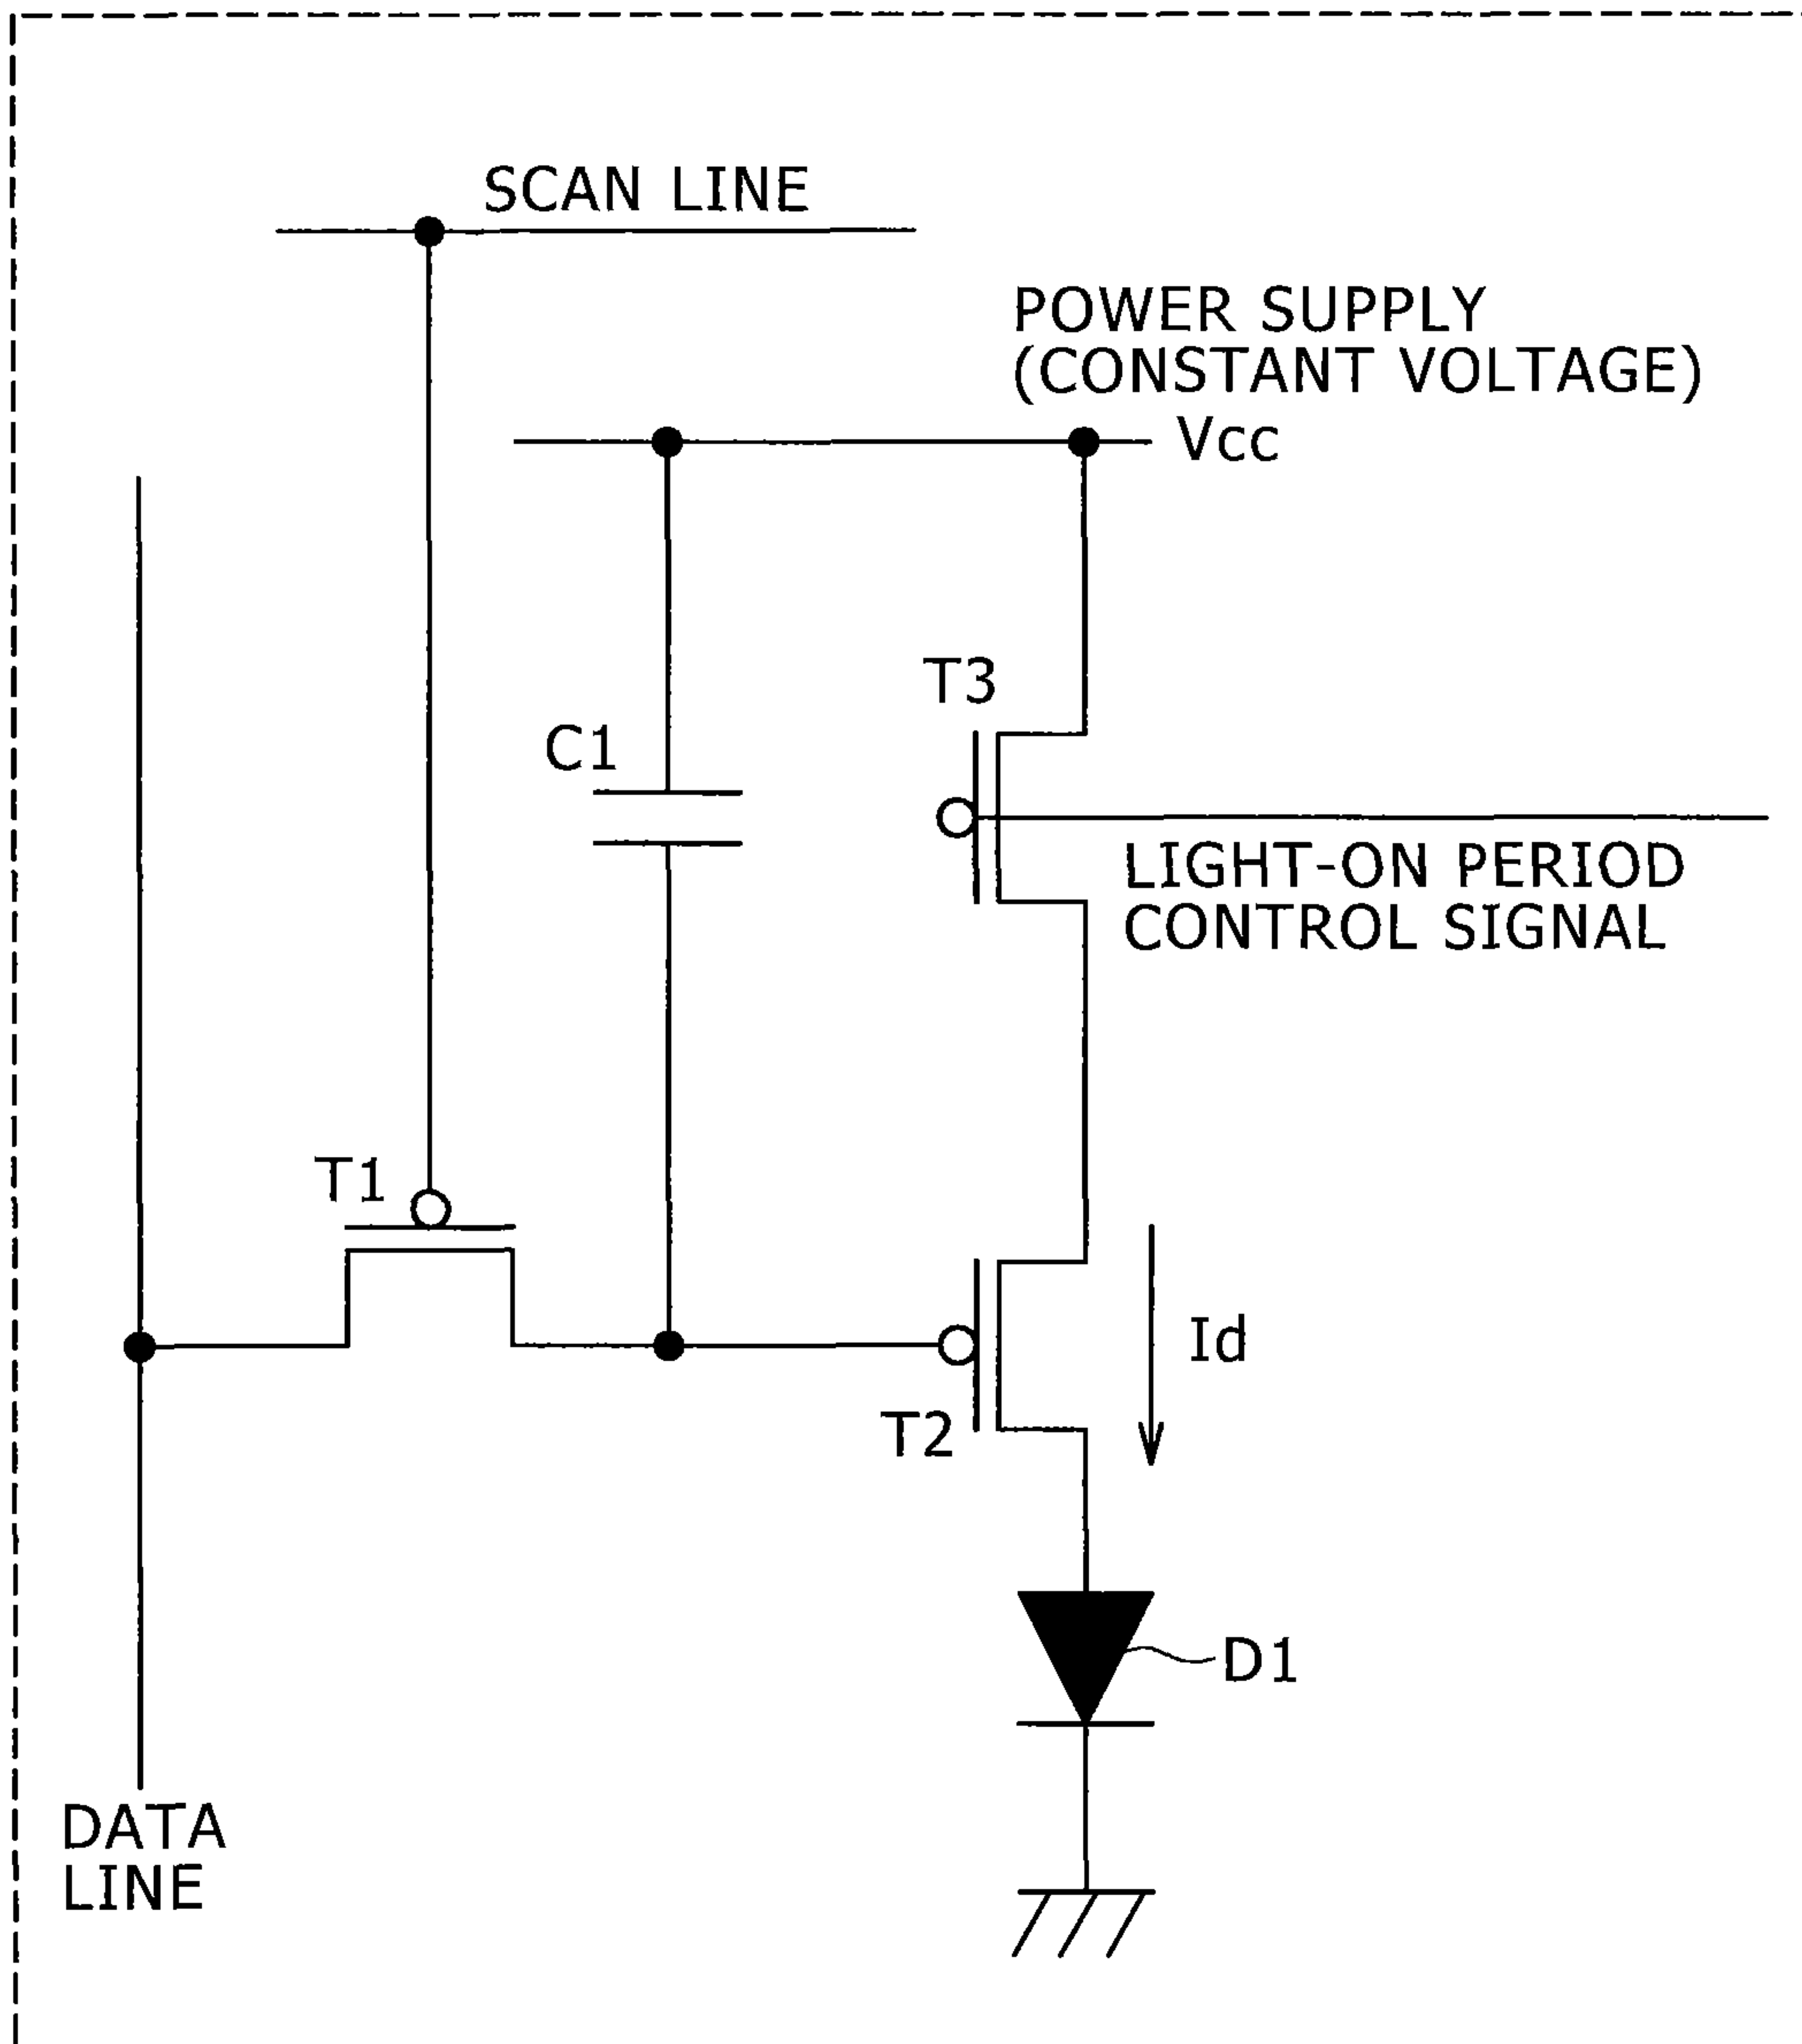 SCAN LINE
POWER SUPPLY
(CONSTANT VOLTAGE)
Vcc
T3
C1
LIGHT-ON PERIOD
CONTROL SIGNAL
T1
Id
T2
D1
DATA
LINE